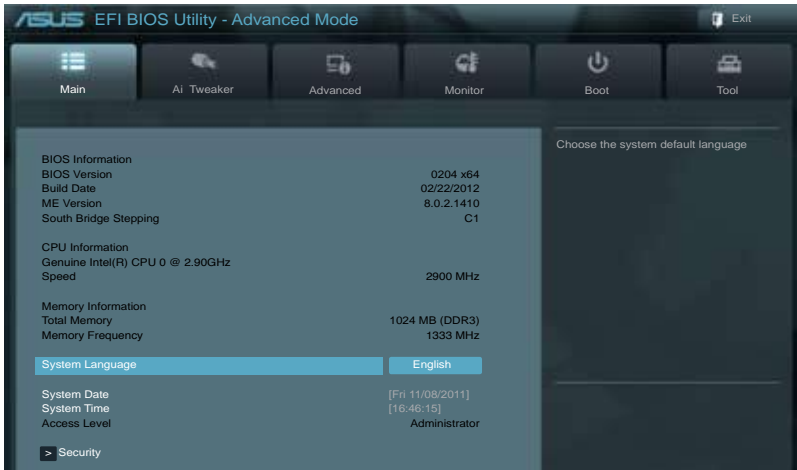 ASUS EFI BIOS Utility - Advanced Mode
Exit
Main
Ai Tweaker
Advanced
Monitor
Boot
Tool
Choose the system default language
BIOS Information
BIOS Version 0204 x64
Build Date 02/22/2012
ME Version 8.0.2.1410
South Bridge Stepping C1
CPU Information
Genuine Intel(R) CPU 0 @ 2.90GHz
Speed 2900 MHz
Memory Information
Total Memory 1024 MB (DDR3)
Memory Frequency 1333 MHz
System Language English
System Date [Fri 11/08/2011]
System Time [16:46:15]
Access Level Administrator
> Security